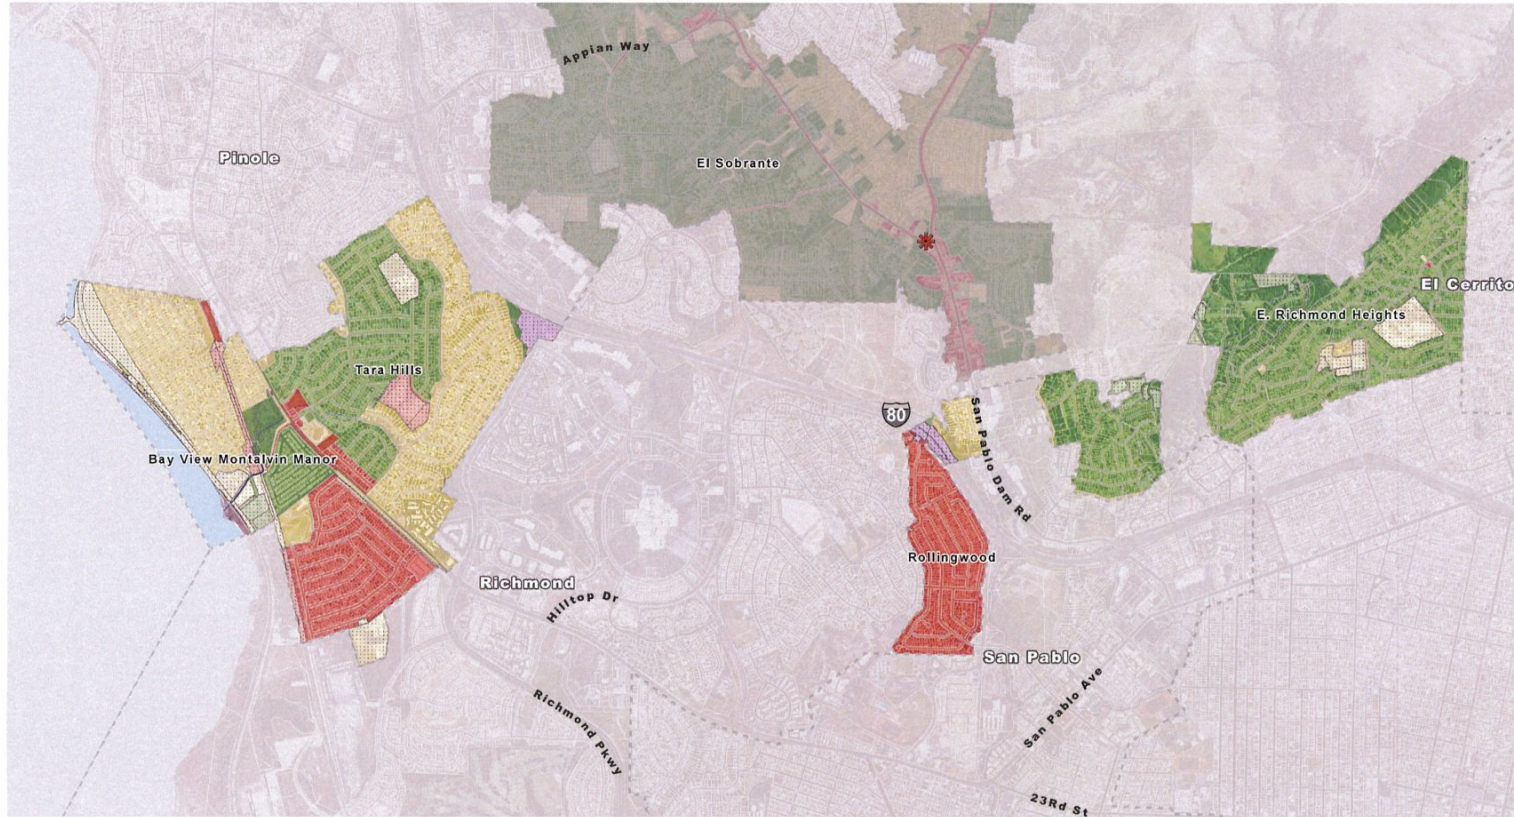 Appian Way
Pinole
El Sobrante
El Cerrito
E. Richmond Heights
Tara Hills
80
San Pablo Dam Rd
Bay View Montalvin Manor
Rollingwood
Richmond
Hilltop Dr
San Pablo
San Pablo Ave
Richmond Pkwy
23Rd St